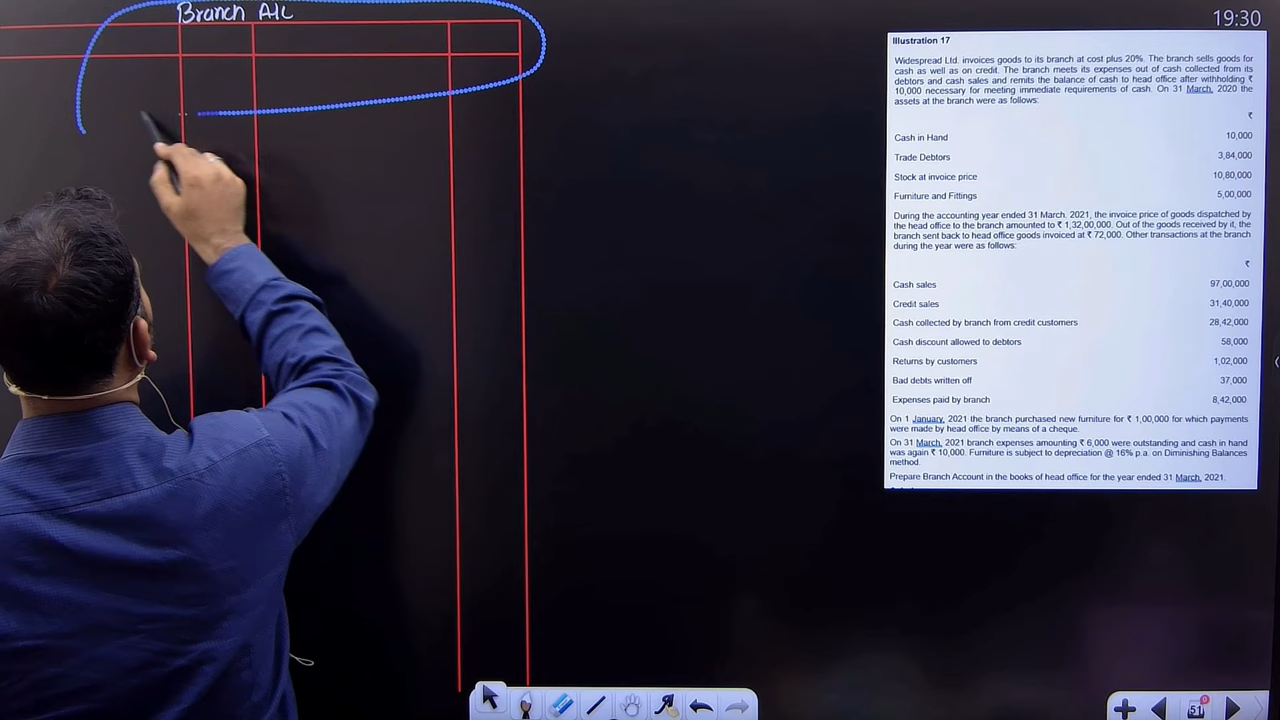 Branch A/c
19:30
Illustration 17
Widespread Ltd. invoices goods to its branch at cost plus 20%. The branch sells goods for
cash as well as on credit. The branch meets its expenses out of cash collected from its
debtors and cash sales and remits the balance of cash to head office after withholding ₹
10,000 necessary for meeting immediate requirements of cash. On 31 March, 2020 the
assets at the branch were as follows:
₹
Cash in Hand 10,000
Trade Debtors 3,84,000
Stock at invoice price 10,80,000
Furniture and Fittings 5,00,000
During the accounting year ended 31 March. 2021, the invoice price of goods dispatched by
the head office to the branch amounted to ₹ 1,32,00,000. Out of the goods received by it, the
branch sent back to head office goods invoiced at ₹ 72,000. Other transactions at the branch
during the year were as follows:
₹
Cash sales 97,00,000
Credit sales 31,40,000
Cash collected by branch from credit customers 28,42,000
Cash discount allowed to debtors 58,000
Returns by customers 1,02,000
Bad debts written off 37,000
Expenses paid by branch 8,42,000
On 1 January, 2021 the branch purchased new furniture for ₹ 1,00,000 for which payments
were made by head office by means of a cheque.
On 31 March, 2021 branch expenses amounting ₹ 6,000 were outstanding and cash in hand
was again ₹ 10,000. Furniture is subject to depreciation @ 16% p.a. on Diminishing Balances
method.
Prepare Branch Account in the books of head office for the year ended 31 March, 2021.
51